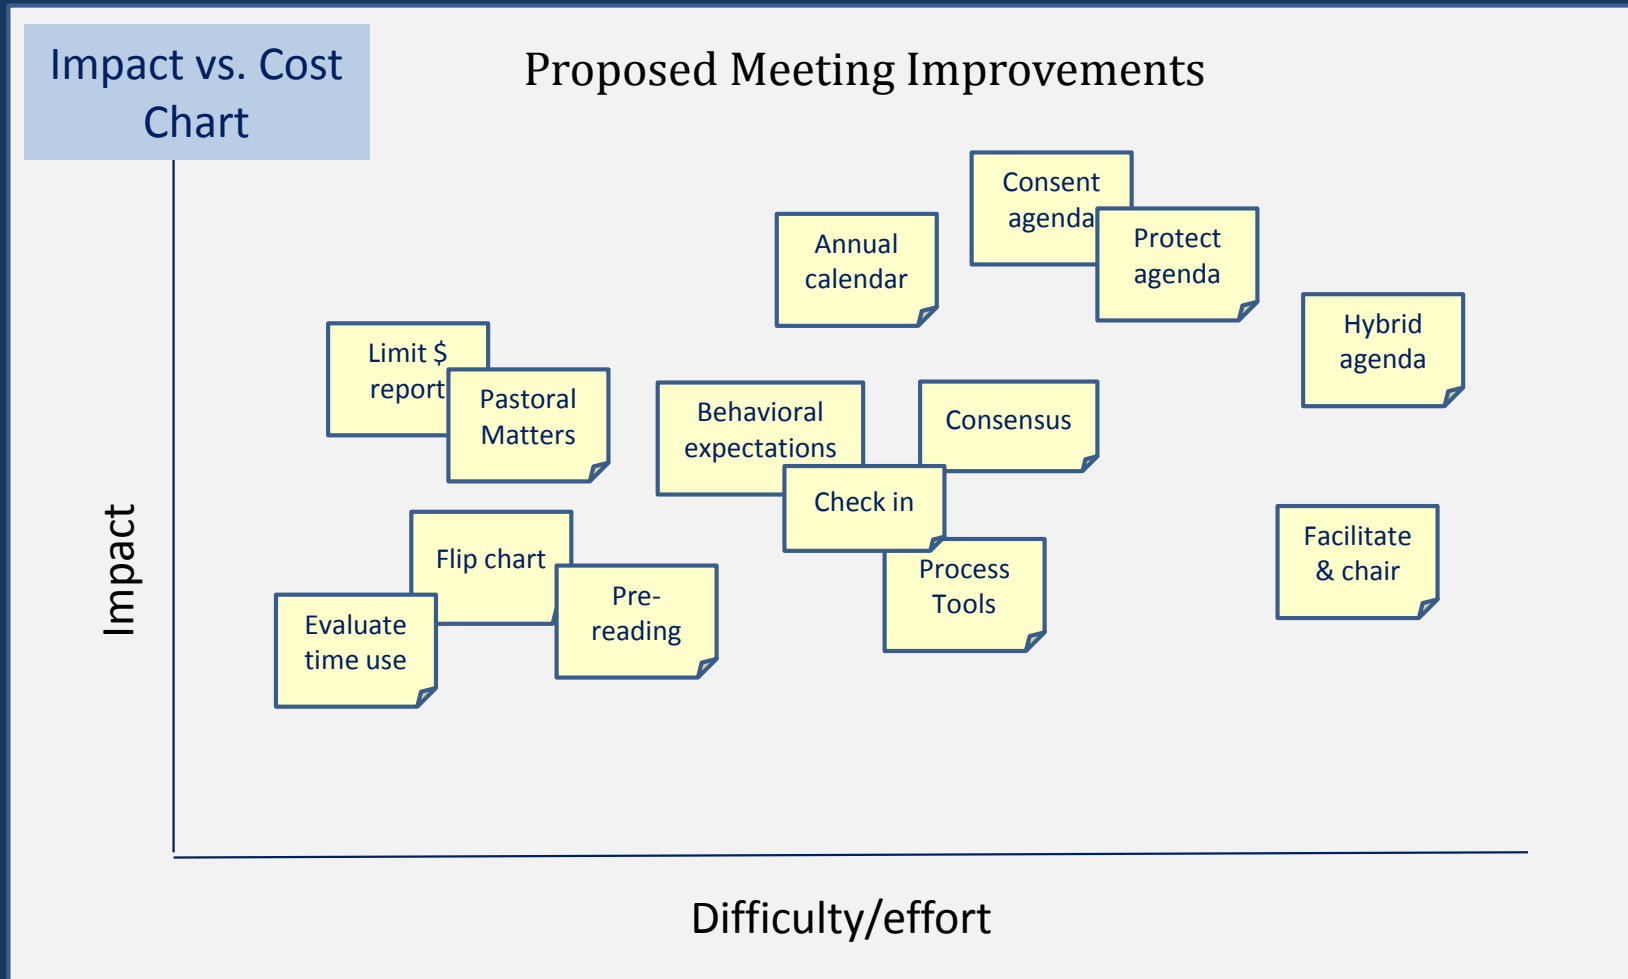 Impact vs. Cost
Chart
Proposed Meeting Improvements
Consent
agenda
Protect
agenda
Annual
calendar
Hybrid
agenda
Limit $
report
Pastoral
Matters
Behavioral
expectations
Consensus
Check in
Process
Tools
Facilitate
& chair
Flip chart
Pre-
reading
Evaluate
time use
Impact
Difficulty/effort